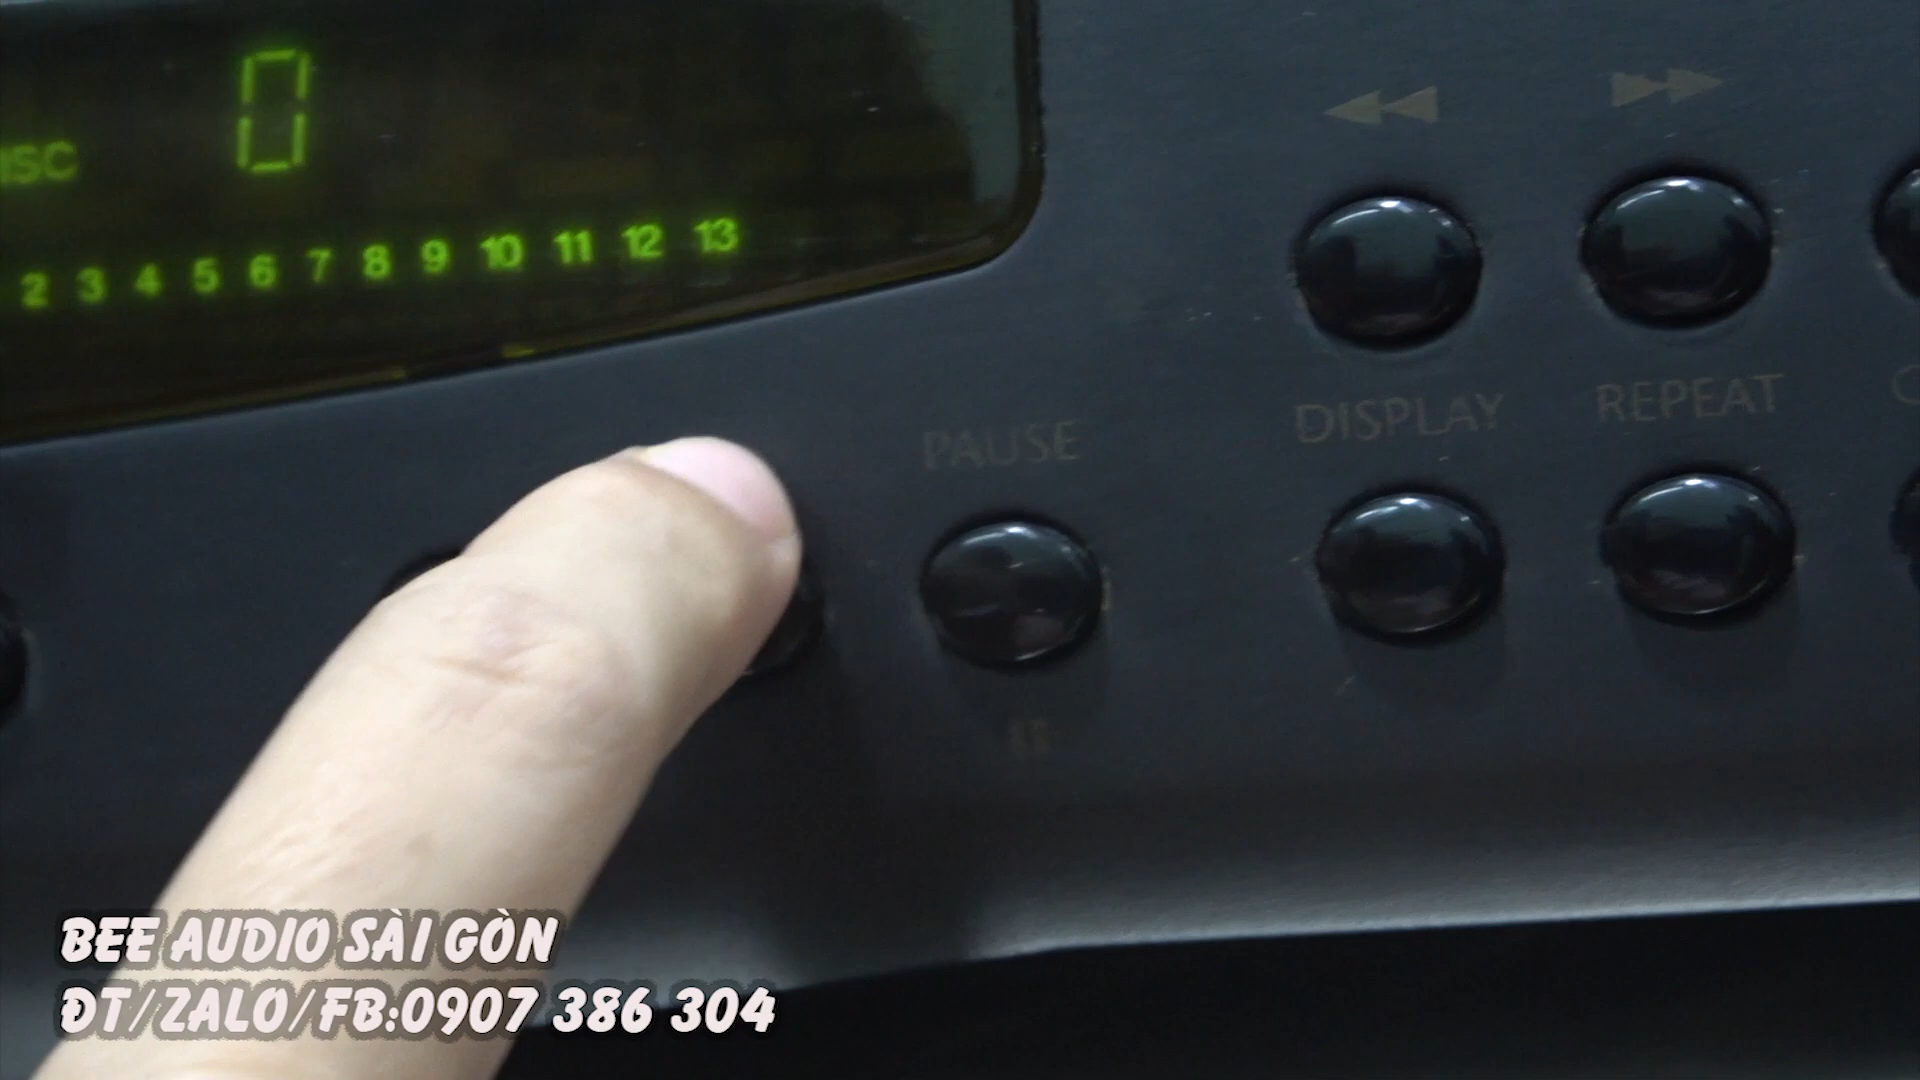 0
2 3 4 5 6 7 8 9 10 11 12 13
PAUSE
DISPLAY
REPEAT
BEE AUDIO SÀI GÒN
ĐT/ZALO/FB:0907 386 304